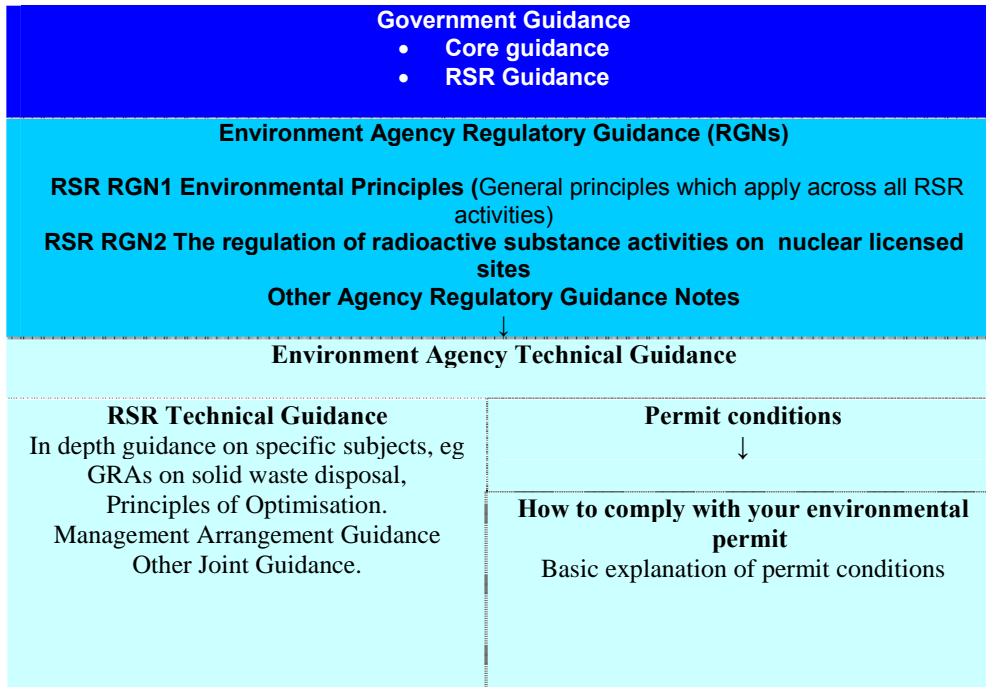 Government Guidance
• Core guidance
• RSR Guidance
Environment Agency Regulatory Guidance (RGNs)
RSR RGN1 Environmental Principles (General principles which apply across all RSR
activities)
RSR RGN2 The regulation of radioactive substance activities on nuclear licensed
sites
Other Agency Regulatory Guidance Notes
↓
Environment Agency Technical Guidance
RSR Technical Guidance
In depth guidance on specific subjects, eg
GRAs on solid waste disposal,
Principles of Optimisation.
Management Arrangement Guidance
Other Joint Guidance.
Permit conditions
↓
How to comply with your environmental
permit
Basic explanation of permit conditions